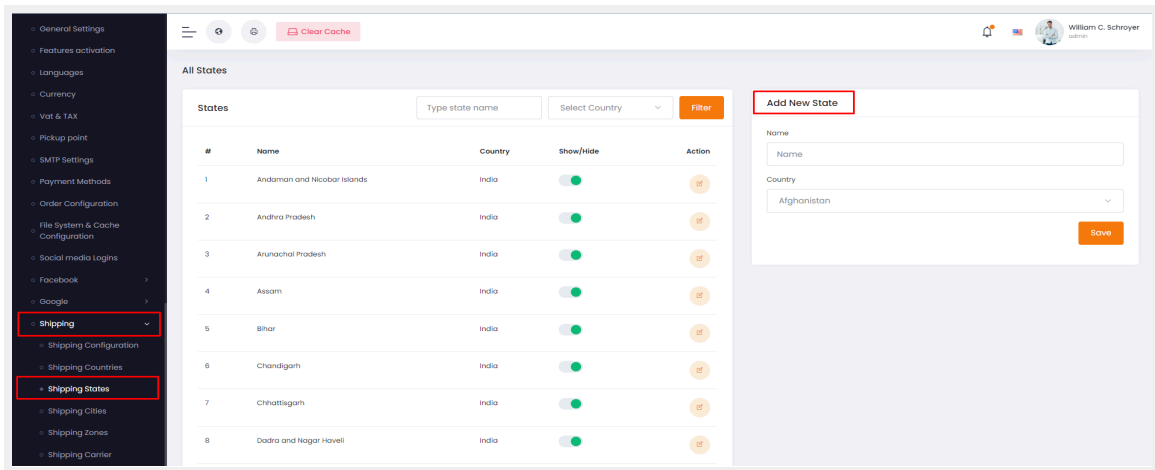 General Settings
Features activation
Languages
Currency
Vat & TAX
Pickup point
SMTP Settings
Payment Methods
Order Configuration
File System & Cache
Configuration
Social media Logins
Facebook
Google
Shipping
Shipping Configuration
Shipping Countries
Shipping States
Shipping Cities
Shipping Zones
Shipping Carrier
Clear Cache
William C. Schroyer
admin
All States
States
Type state name
Select Country
Filter
# Name Country Show/Hide Action
1 Andaman and Nicobar Islands India
2 Andhra Pradesh India
3 Arunachal Pradesh India
4 Assam India
5 Bihar India
6 Chandigarh India
7 Chhattisgarh India
8 Dadra and Nagar Haveli India
Add New State
Name
Name
Country
Afghanistan
Save